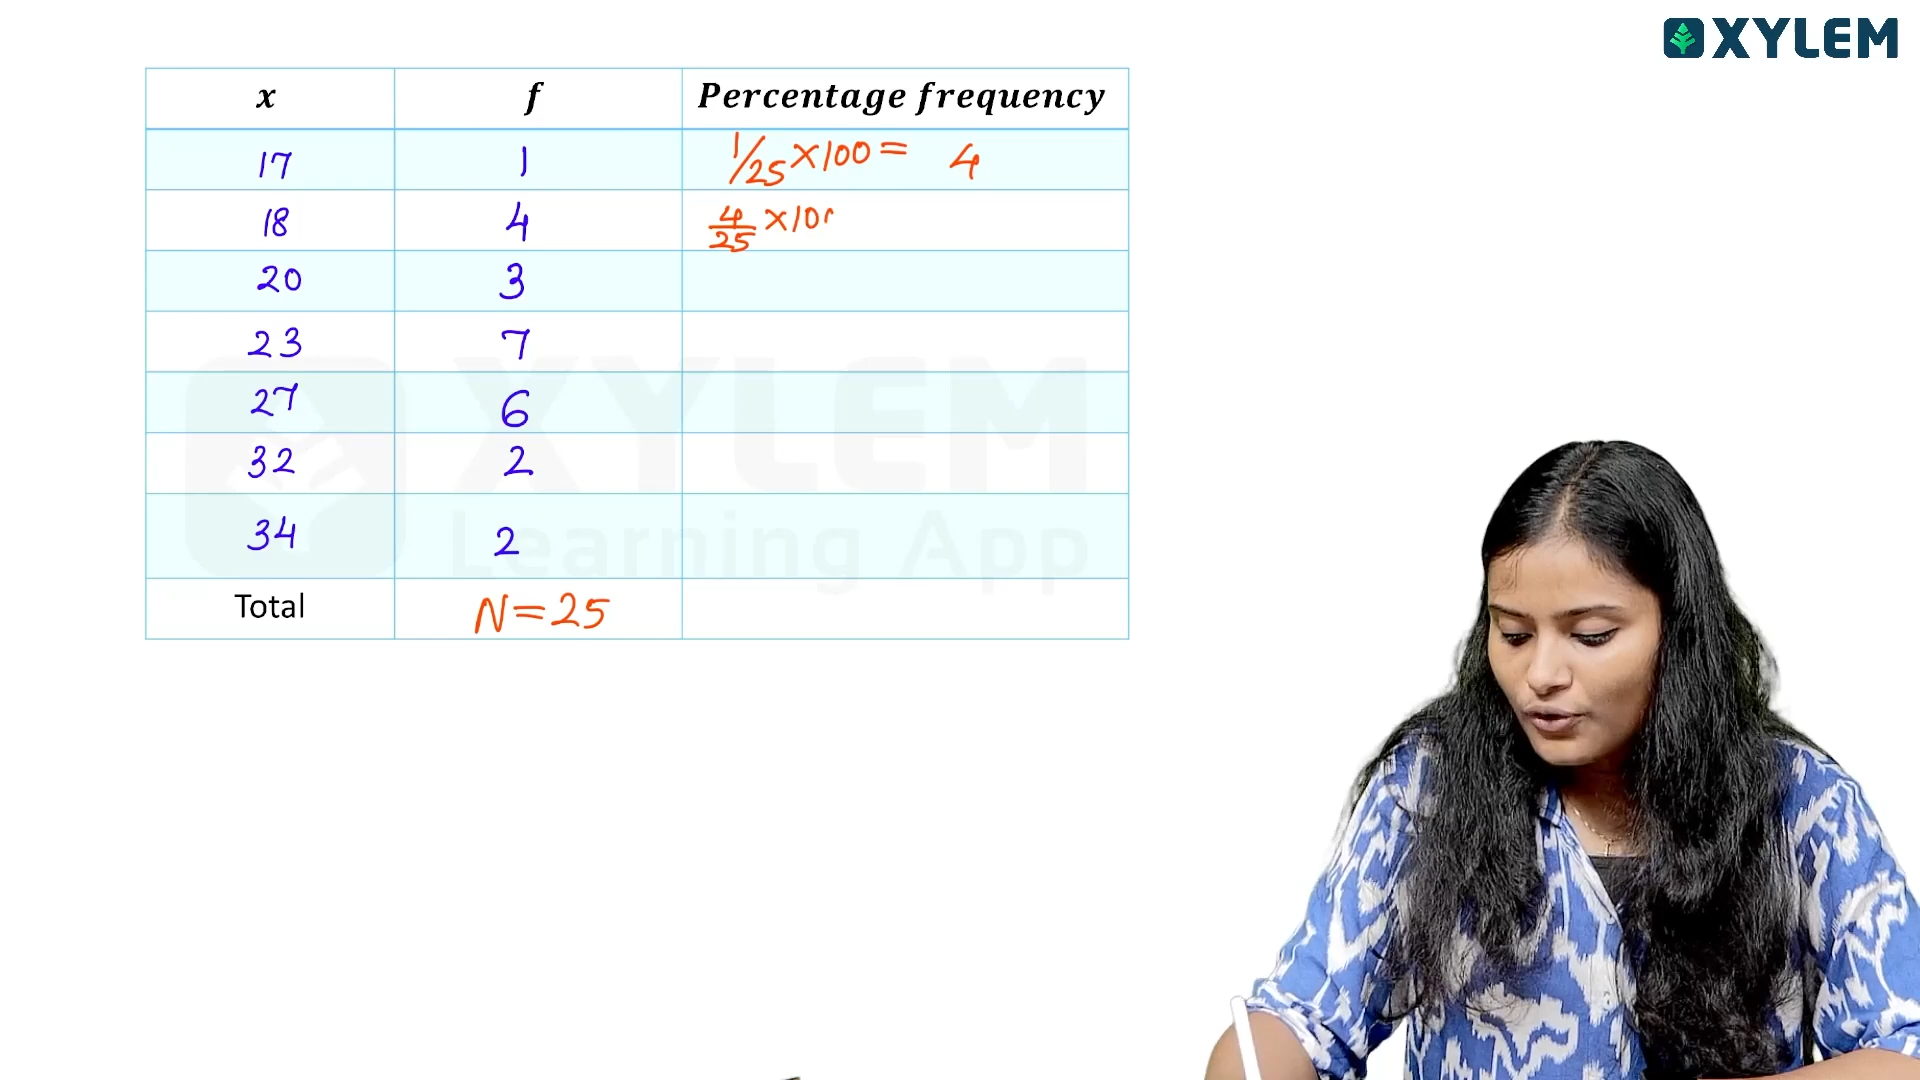 XYLEM
x f Percentage frequency
17 1 1/25 ×100 = 4
18 4 4/25 ×100
20 3
23 7
27 6
32 2
34 2
Total N=25
XYLEM
Learning App